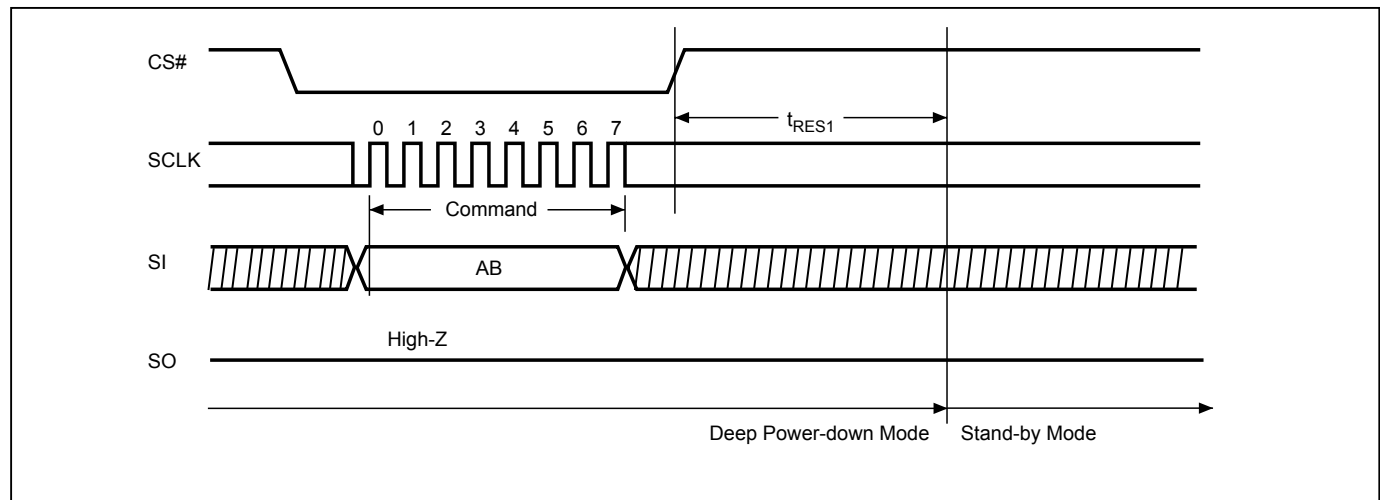 CS#
tRES1
0 1 2 3 4 5 6 7
SCLK
Command
SI
AB
High-Z
SO
Deep Power-down Mode
Stand-by Mode